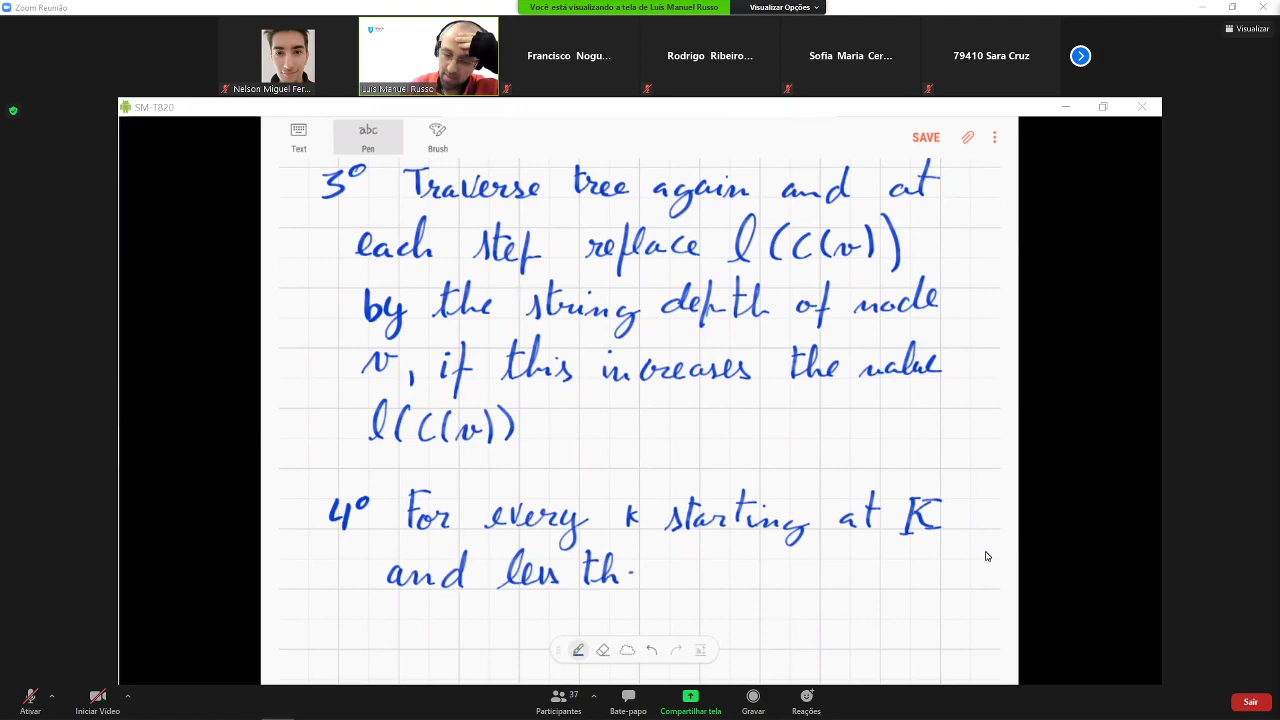 Zoom Reunião
Você está visualizando a tela de Luís Manuel Russo
Visualizar Opções
Visualizar
Nelson Miguel Fer...
Luís Manuel Russo
Francisco Nogu...
Rodrigo Ribeiro...
Sofia Maria Cer...
79410 Sara Cruz
SM-T820
Text
abc
Pen
Brush
SAVE
3º Traverse tree again and at
each step replace l(C(v))
by the string depth of node
v, if this increases the value
l(C(v))
4º For every k starting at K
and less th
Ativar
Iniciar Vídeo
37
Participantes
Bate-papo
Compartilhar tela
Gravar
Reações
Sair